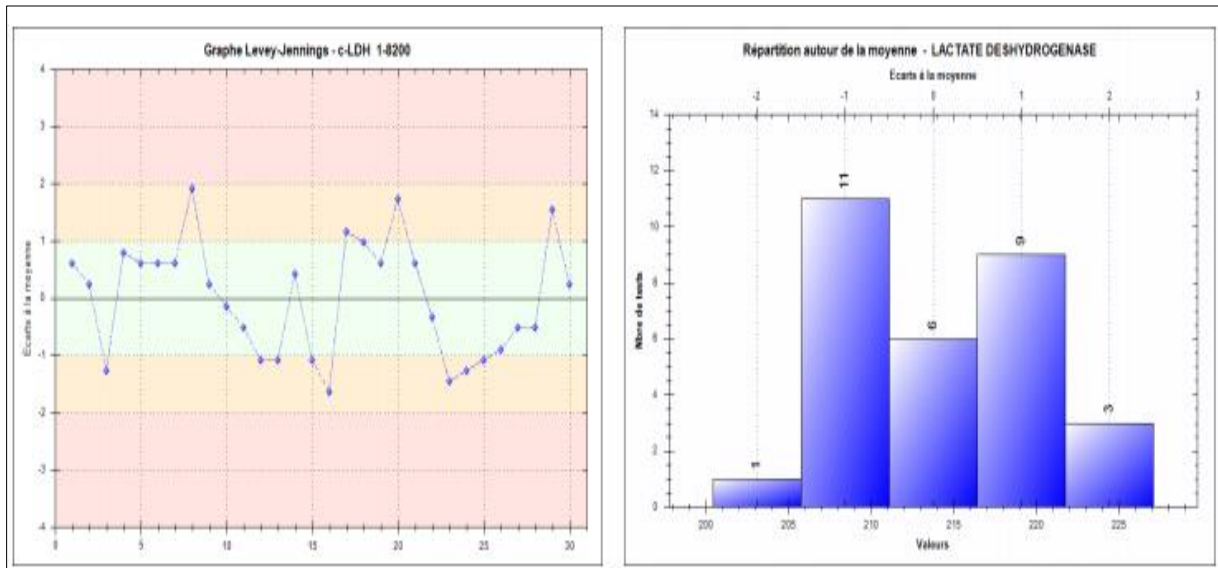 Graphe Levey-Jennings - c-LDH 1-8200
Ecarts à la moyenne
4
3
2
1
0
-1
-2
-3
-4
0 5 10 15 20 25 30
Répartition autour de la moyenne - LACTATE DESHYDROGENASE
Ecarts à la moyenne
-2 -1 0 1 2 3
Nbre de tests
14
12
10
8
6
4
2
0
1 11 6 9 3
200 205 210 215 220 225
Valeurs